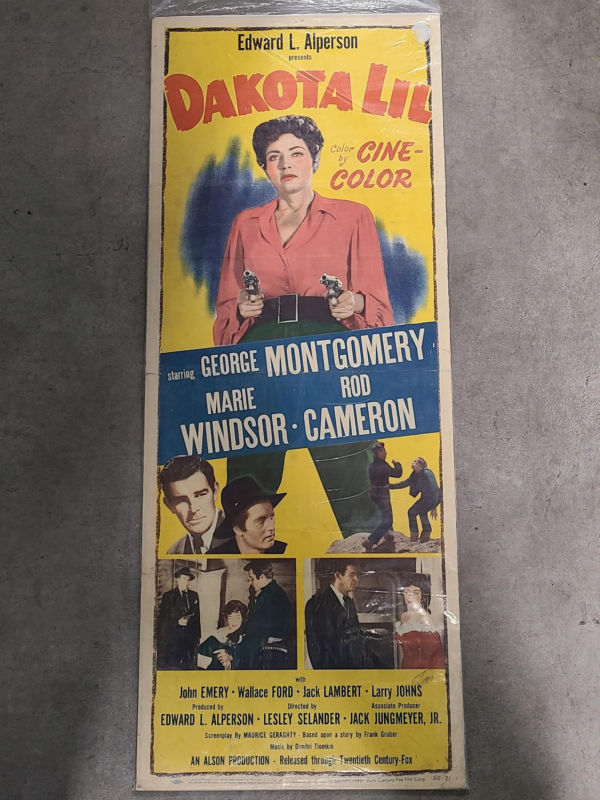 Edward L. Alperson
presents
DAKOTA LIL
Color by CINE-COLOR
starring GEORGE MONTGOMERY
MARIE WINDSOR · ROD CAMERON
with
John EMERY · Wallace FORD · Jack LAMBERT · Larry JOHNS
Produced by Directed by Associate Producer
EDWARD L. ALPERSON · LESLEY SELANDER · JACK JUNGMEYER, JR.
Screenplay By MAURICE GERAGHTY · Based upon a story by Frank Gruber
Music by Dimitri Tiomkin
AN ALSON PRODUCTION · Released through Twentieth Century-Fox